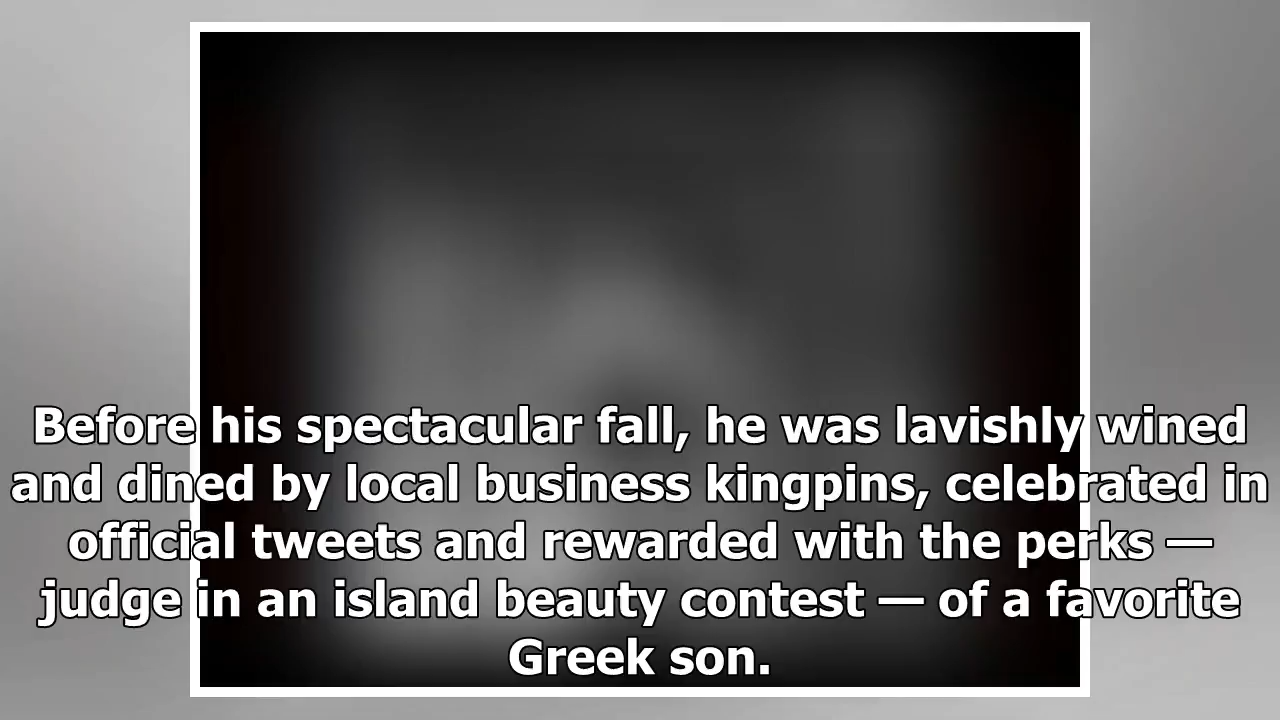 Before his spectacular fall, he was lavishly wined
and dined by local business kingpins, celebrated in
official tweets and rewarded with the perks —
judge in an island beauty contest — of a favorite
Greek son.